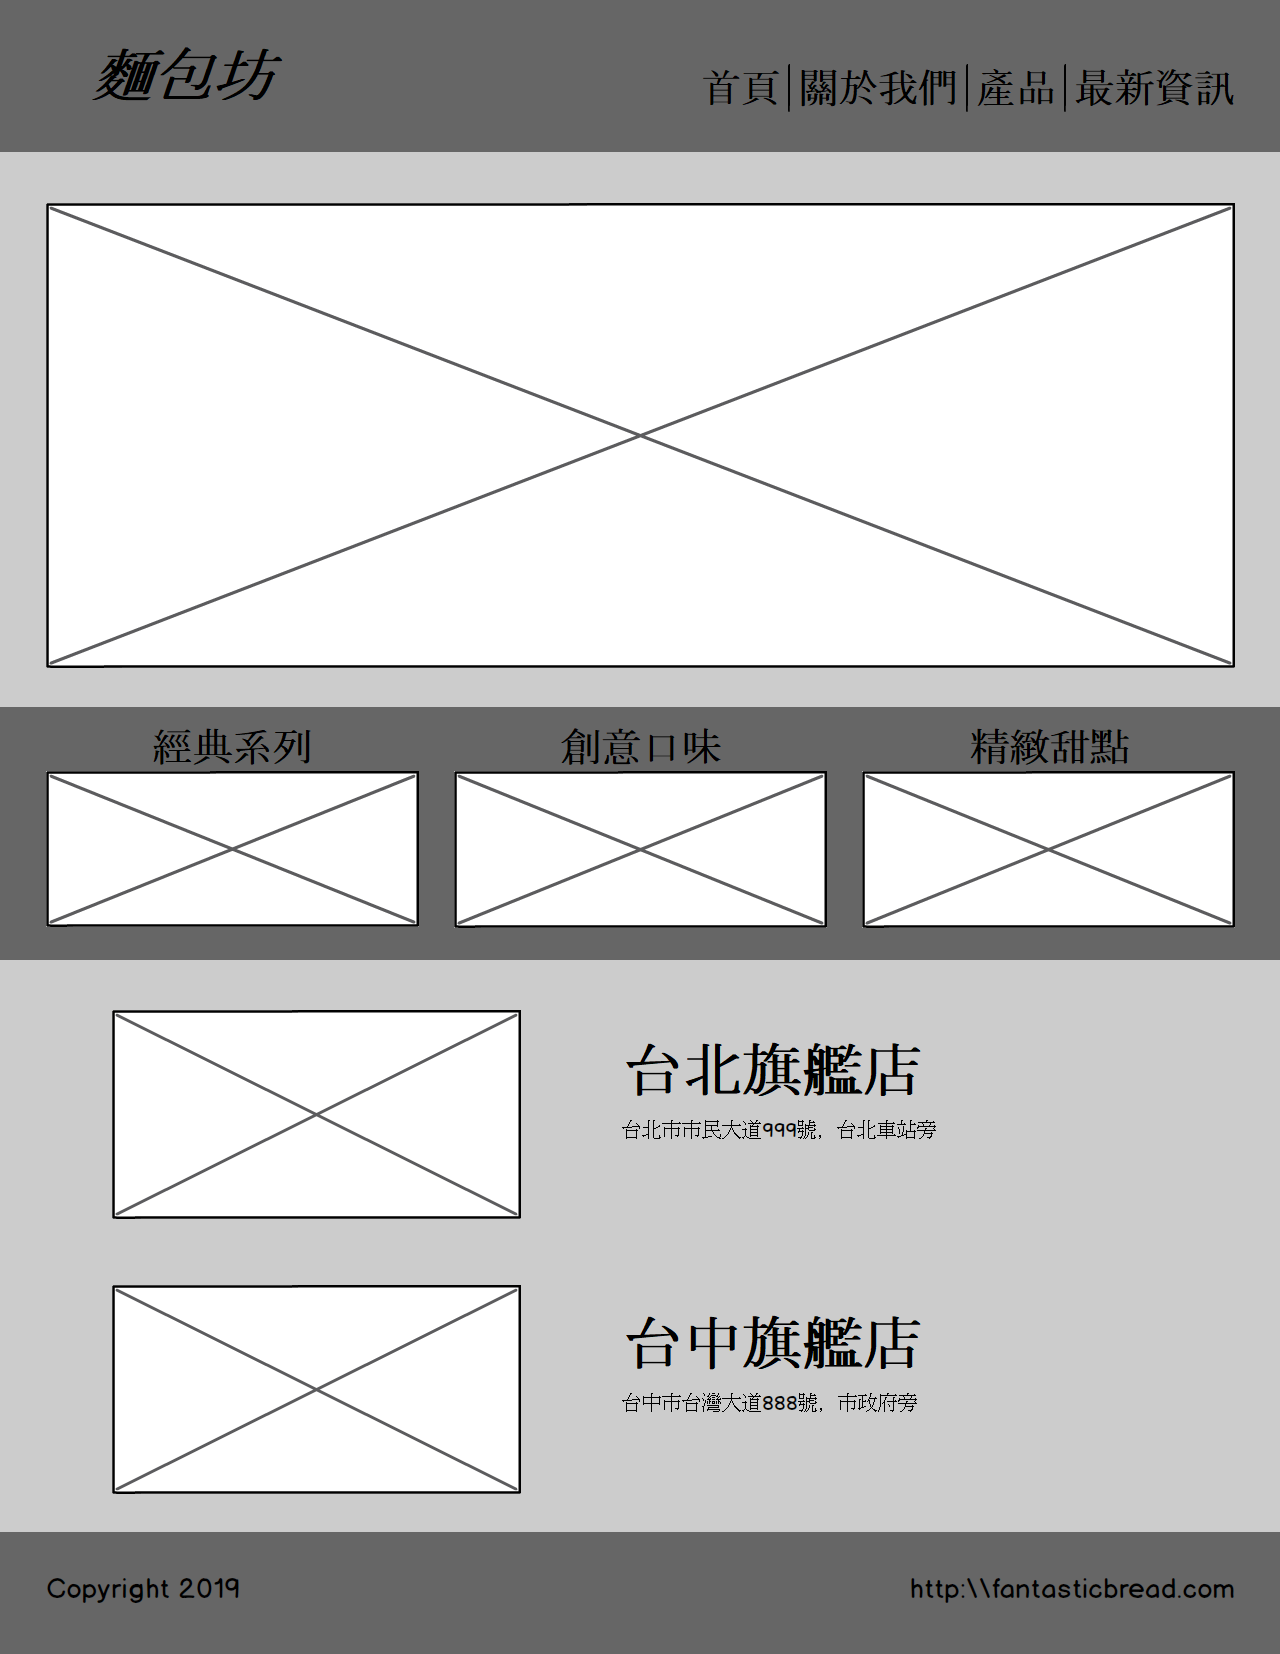 麵包坊
首頁|關於我們|產品|最新資訊
經典系列
創意口味
精緻甜點
台北旗艦店
台北市市民大道999號, 台北車站旁
台中旗艦店
台中市台灣大道888號, 市政府旁
Copyright 2019
http:\\fantasticbread.com